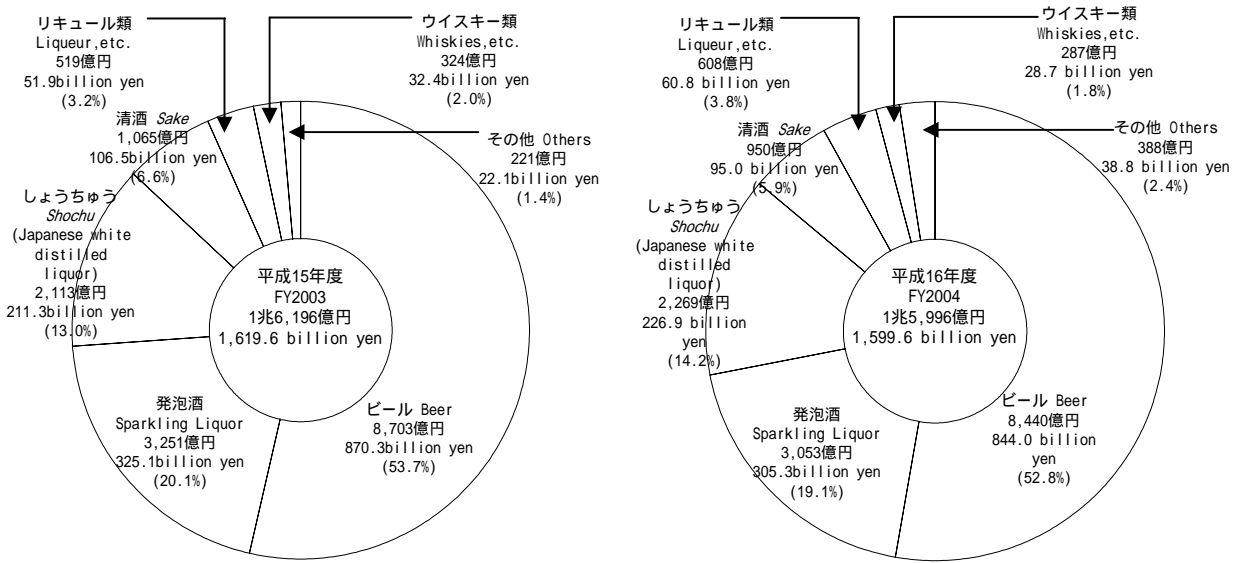 リキュール類
Liqueur,etc.
519億円
51.9billion yen
(3.2%)
ウイスキー類
Whiskies,etc.
324億円
32.4billion yen
(2.0%)
清酒 Sake
1,065億円
106.5billion yen
(6.6%)
その他 Others
221億円
22.1billion yen
(1.4%)
しょうちゅう
Shochu
(Japanese white
distilled
liquor)
2,113億円
211.3billion yen
(13.0%)
平成15年度
FY2003
1兆6,196億円
1,619.6 billion yen
発泡酒
Sparkling Liquor
3,251億円
325.1billion yen
(20.1%)
ビール Beer
8,703億円
870.3billion yen
(53.7%)
リキュール類
Liqueur,etc.
608億円
60.8 billion yen
(3.8%)
ウイスキー類
Whiskies,etc.
287億円
28.7 billion yen
(1.8%)
清酒 Sake
950億円
95.0 billion yen
(5.9%)
その他 Others
388億円
38.8 billion yen
(2.4%)
しょうちゅう
Shochu
(Japanese white
distilled
liquor)
2,269億円
226.9 billion
yen
(14.2%)
平成16年度
FY2004
1兆5,996億円
1,599.6 billion yen
発泡酒
Sparkling Liquor
3,053億円
305.3billion yen
(19.1%)
ビール Beer
8,440億円
844.0 billion
yen
(52.8%)